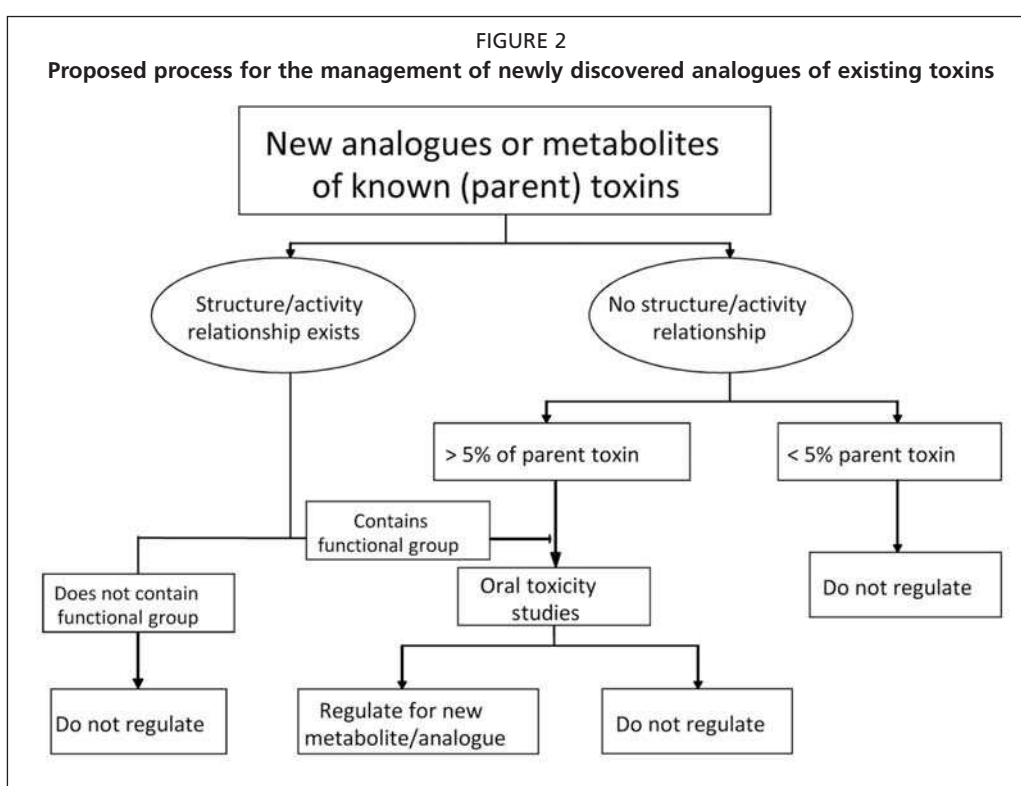 FIGURE 2
Proposed process for the management of newly discovered analogues of existing toxins
New analogues or metabolites
of known (parent) toxins
Structure/activity
relationship exists
No structure/activity
relationship
> 5% of parent toxin
< 5% parent toxin
Contains
functional group
Does not contain
functional group
Oral toxicity
studies
Do not regulate
Do not regulate
Regulate for new
metabolite/analogue
Do not regulate